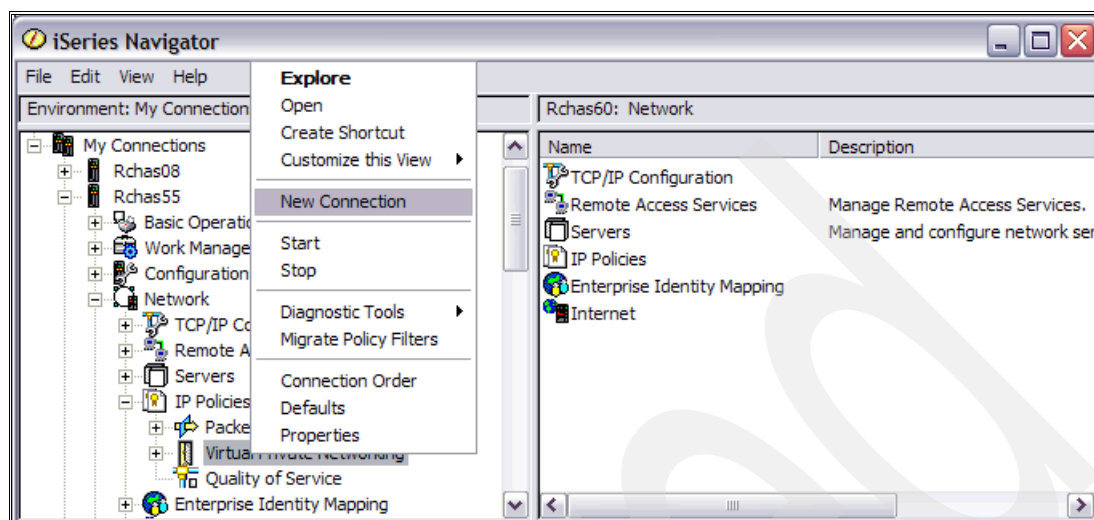 iSeries Navigator
File Edit View Help
Environment: My Connection
Rchas60: Network
My Connections
Rchas08
Rchas55
Basic Operatio
Work Manage
Configuration
Network
TCP/IP Co
Remote A
Servers
IP Policies
Packe
Virtual Private Networking
Quality of Service
Enterprise Identity Mapping
Explore
Open
Create Shortcut
Customize this View
New Connection
Start
Stop
Diagnostic Tools
Migrate Policy Filters
Connection Order
Defaults
Properties
Name Description
TCP/IP Configuration
Remote Access Services Manage Remote Access Services.
Servers Manage and configure network ser
IP Policies
Enterprise Identity Mapping
Internet